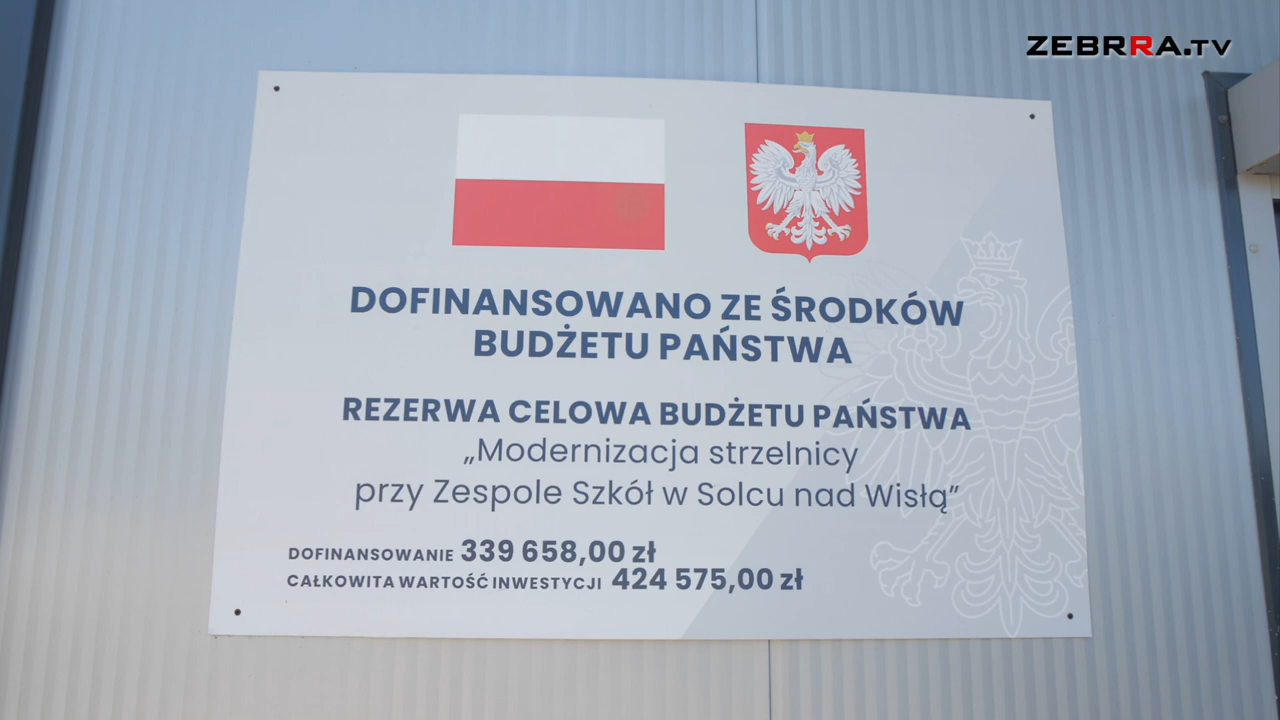 ZEBRRA.TV
DOFINANSOWANO ZE ŚRODKÓW
BUDŻETU PAŃSTWA
REZERWA CELOWA BUDŻETU PAŃSTWA
„Modernizacja strzelnicy
przy Zespole Szkół w Solcu nad Wisłą”
DOFINANSOWANIE 339 658,00 zł
CAŁKOWITA WARTOŚĆ INWESTYCJI 424 575,00 zł